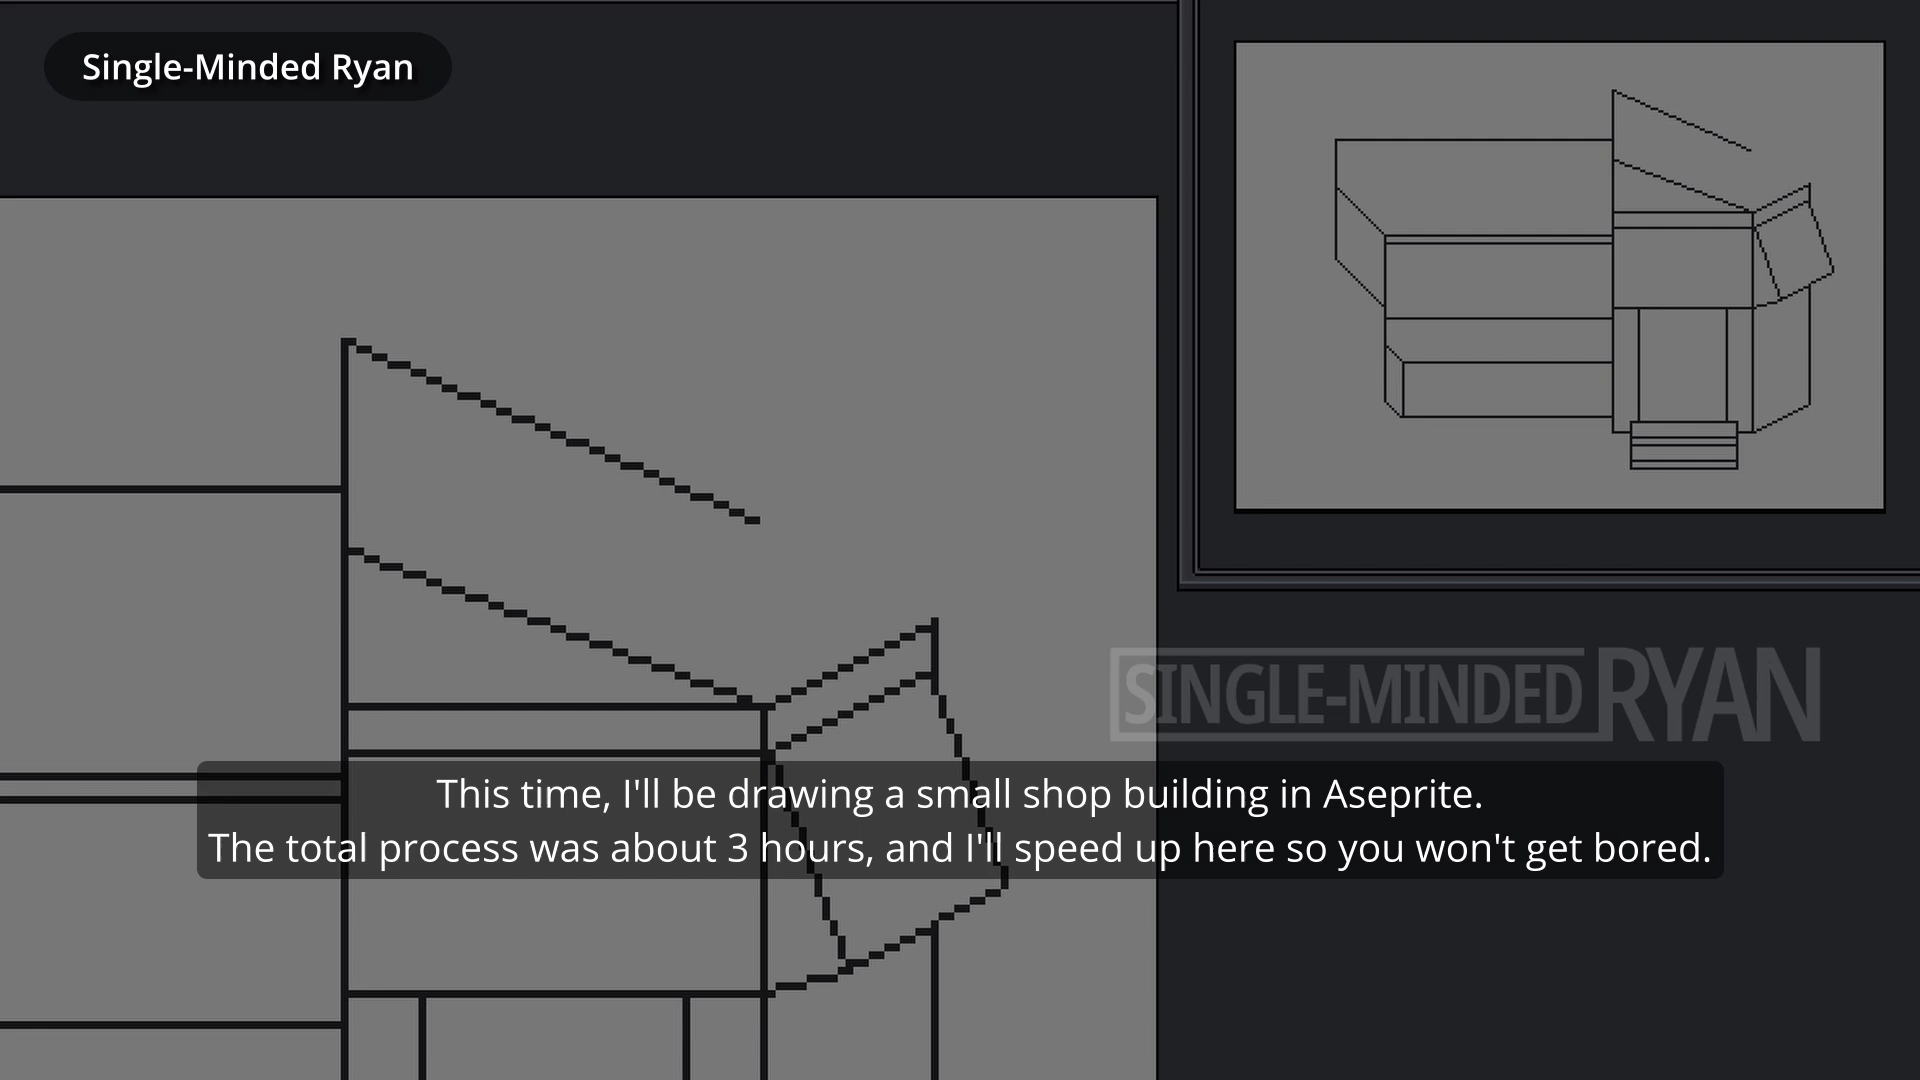 Single-Minded Ryan
SINGLE-MINDED RYAN
This time, I'll be drawing a small shop building in Aseprite.
The total process was about 3 hours, and I'll speed up here so you won't get bored.